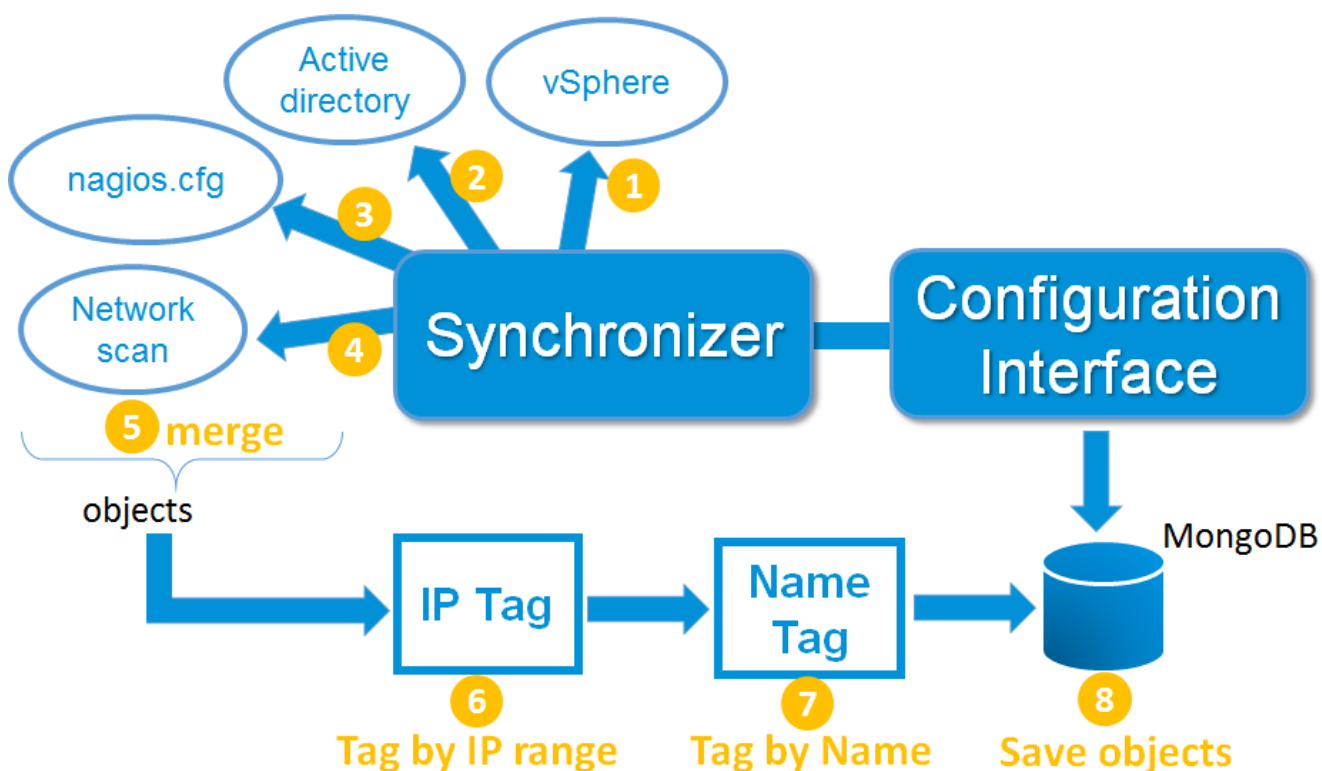 Active
directory
vSphere
nagios.cfg
2
1
3
Network
scan
4
Synchronizer
Configuration
Interface
5 merge
objects
MongoDB
IP Tag
Name
Tag
6
7
8
Tag by IP range
Tag by Name
Save objects